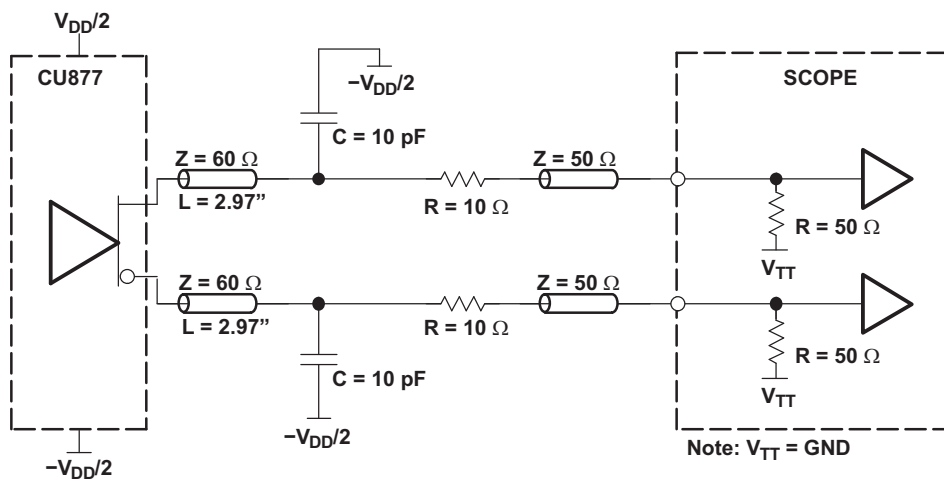 V_DD/2
CU877
SCOPE
−V_DD/2
C = 10 pF
Z = 60 Ω
Z = 50 Ω
L = 2.97”
R = 10 Ω
R = 50 Ω
V_TT
Z = 60 Ω
Z = 50 Ω
L = 2.97”
R = 10 Ω
R = 50 Ω
C = 10 pF
V_TT
−V_DD/2
−V_DD/2
Note: V_TT = GND